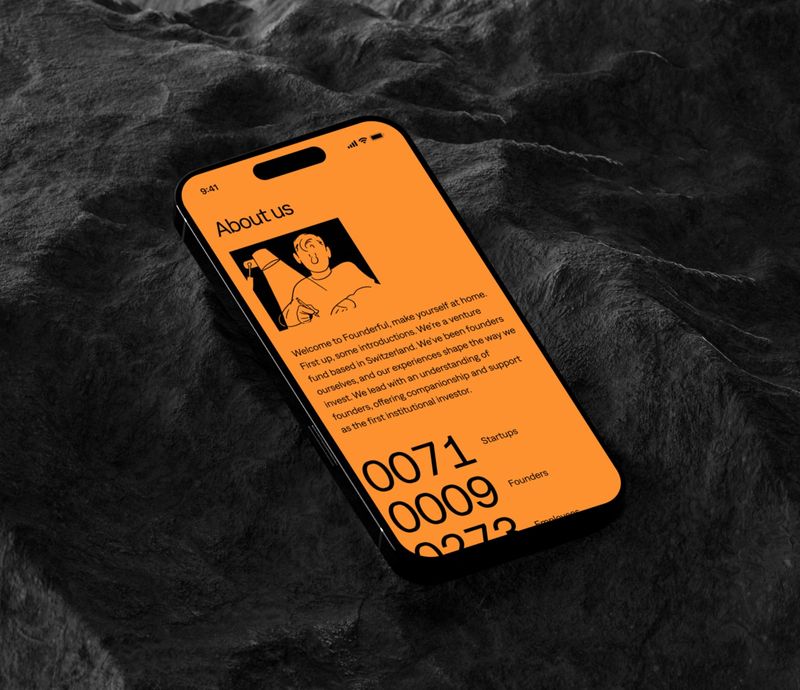 9:41
About us
Welcome to Founderful, make yourself at home.
First up, some introductions. We're a venture
fund based in Switzerland. We've been founders
ourselves, and our experiences shape the way we
invest. We lead with an understanding of
founders, offering companionship and support
as the first institutional investor.
0071 Startups
0009 Founders
0273 Employees